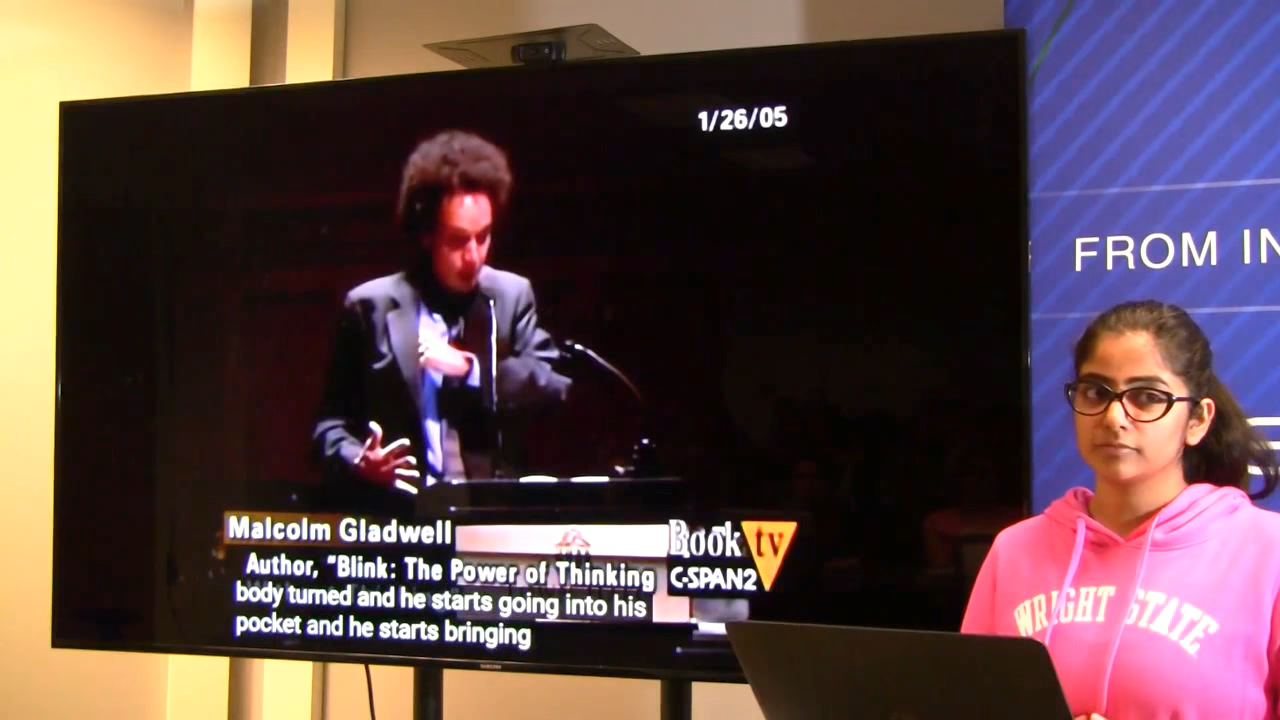 1/26/05
FROM IN
Malcolm Gladwell
Book tv
Author, "Blink: The Power of Thinking
C-SPAN2
body turned and he starts going into his
pocket and he starts bringing
WRIGHT STATE
SAMSUNG